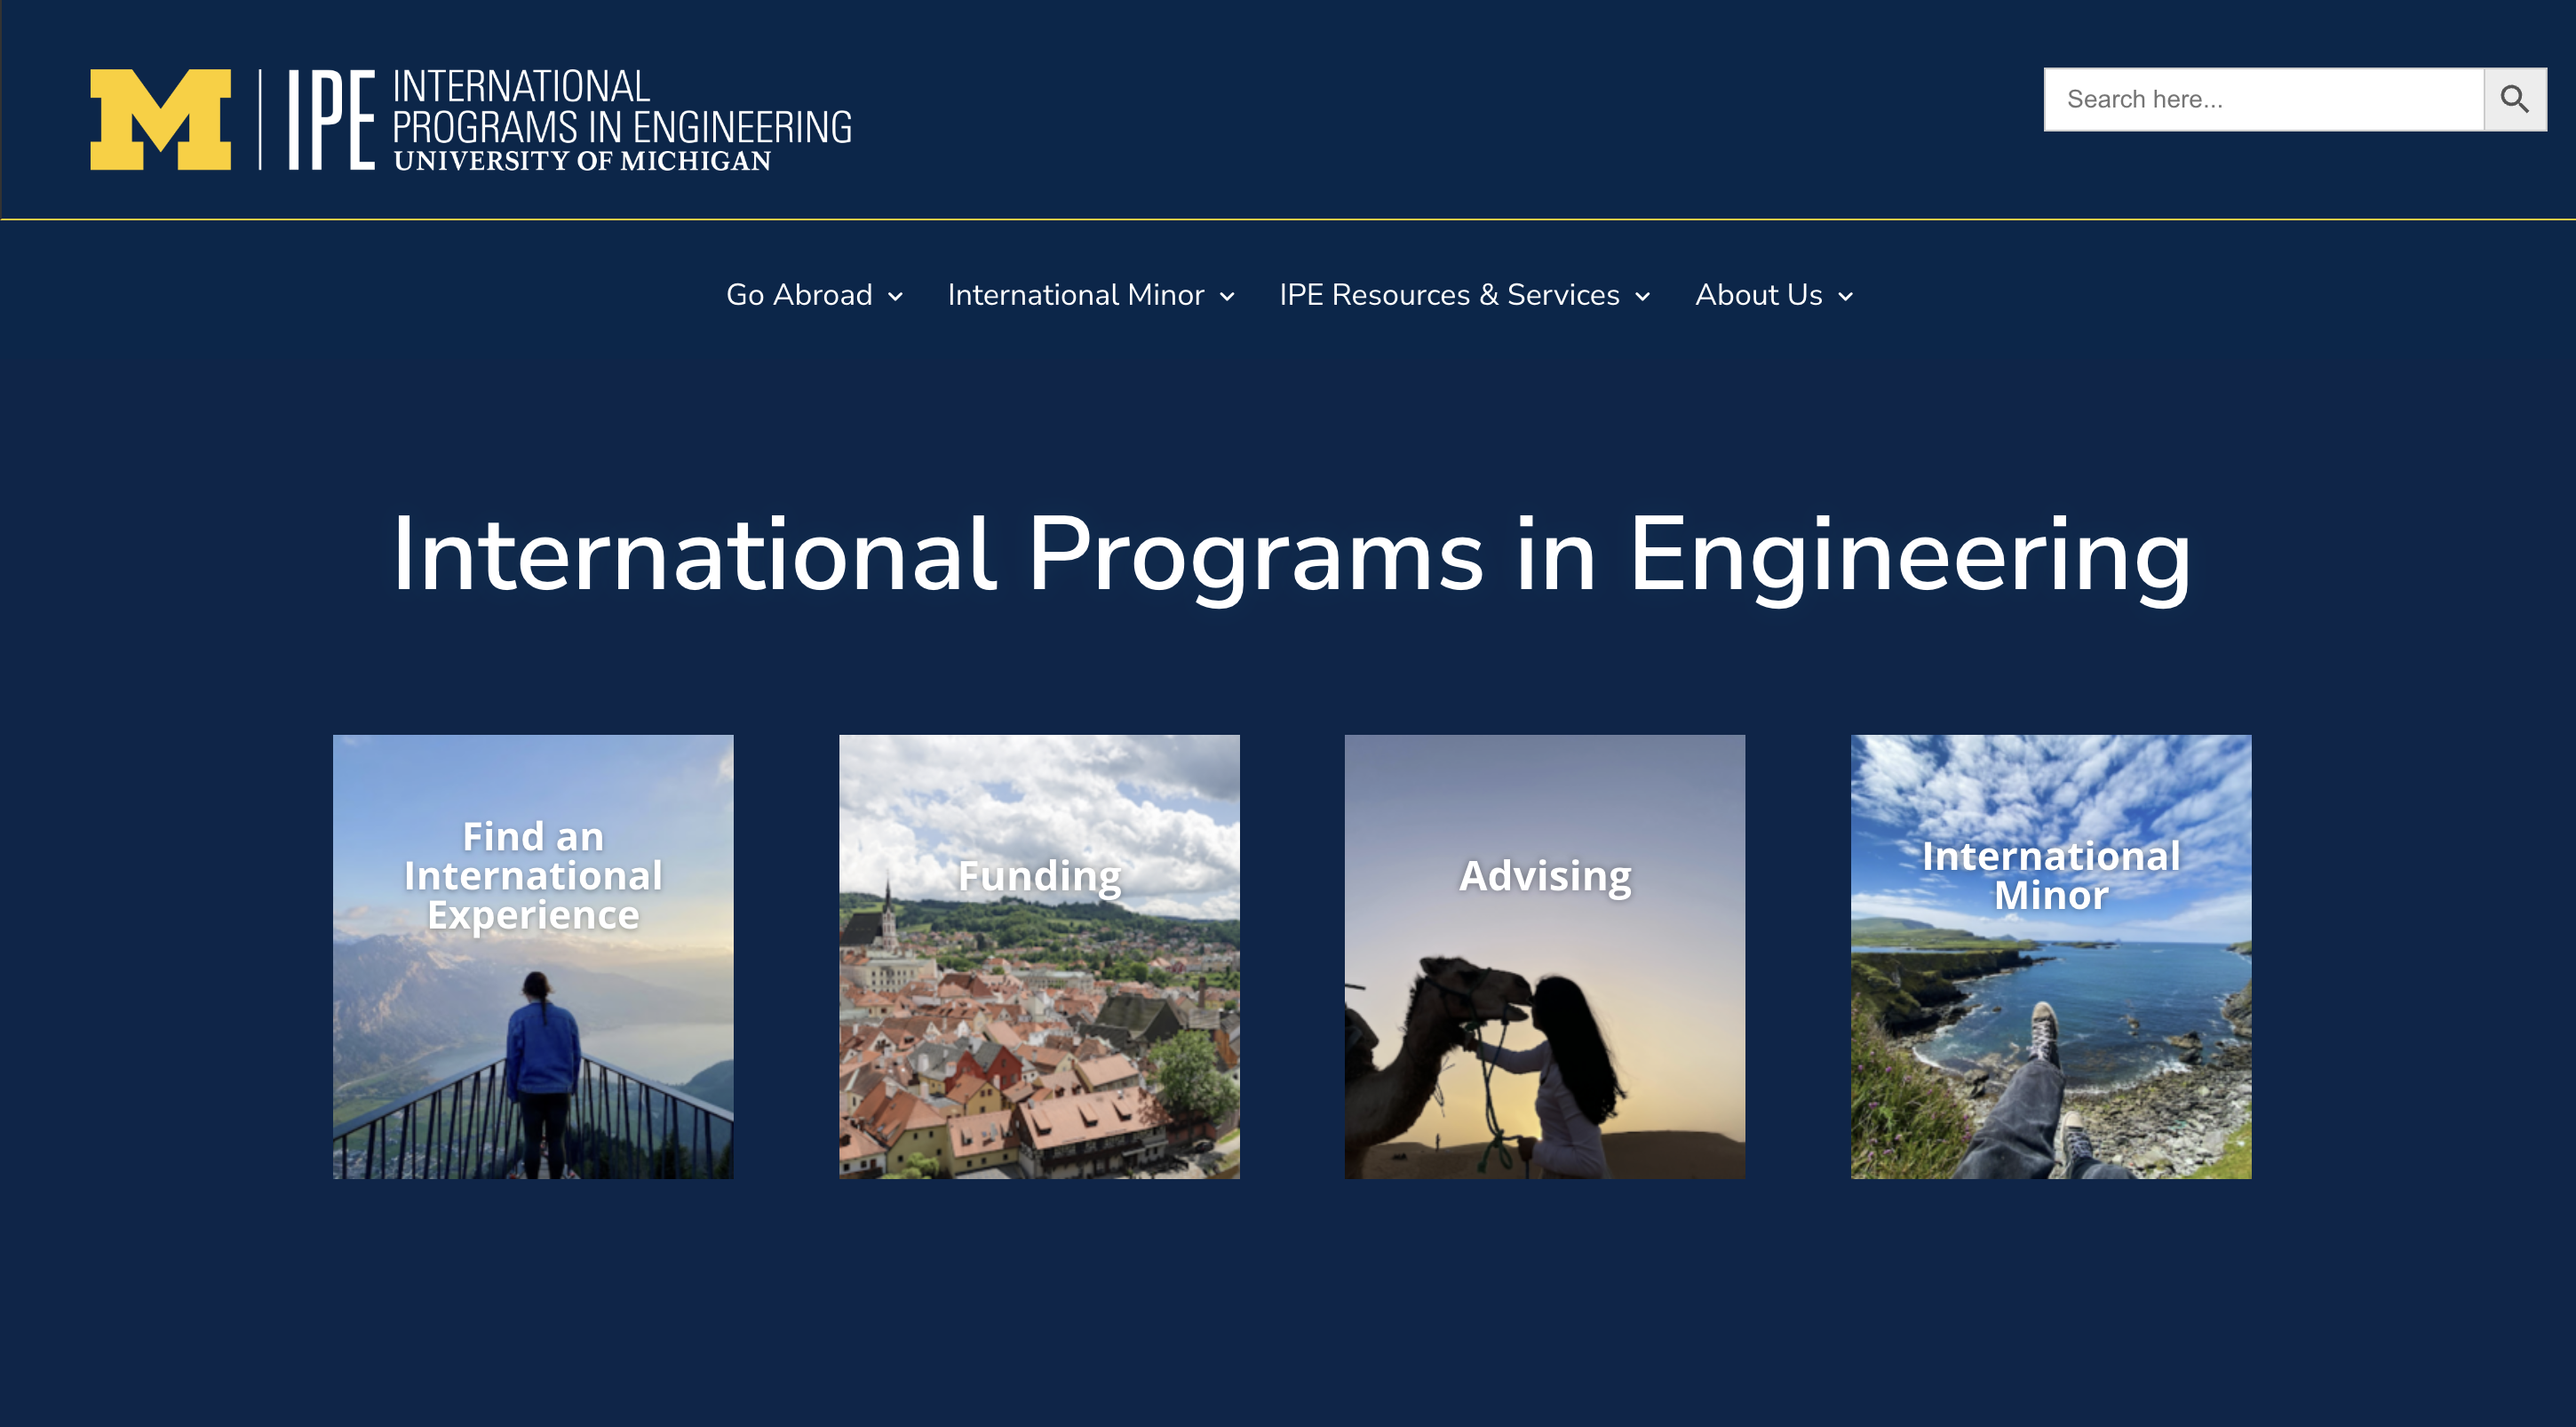 M
IPE
INTERNATIONAL
PROGRAMS IN ENGINEERING
UNIVERSITY OF MICHIGAN
Search here...
Go Abroad
International Minor
IPE Resources & Services
About Us
International Programs in Engineering
Find an
International
Experience
Funding
Advising
International
Minor